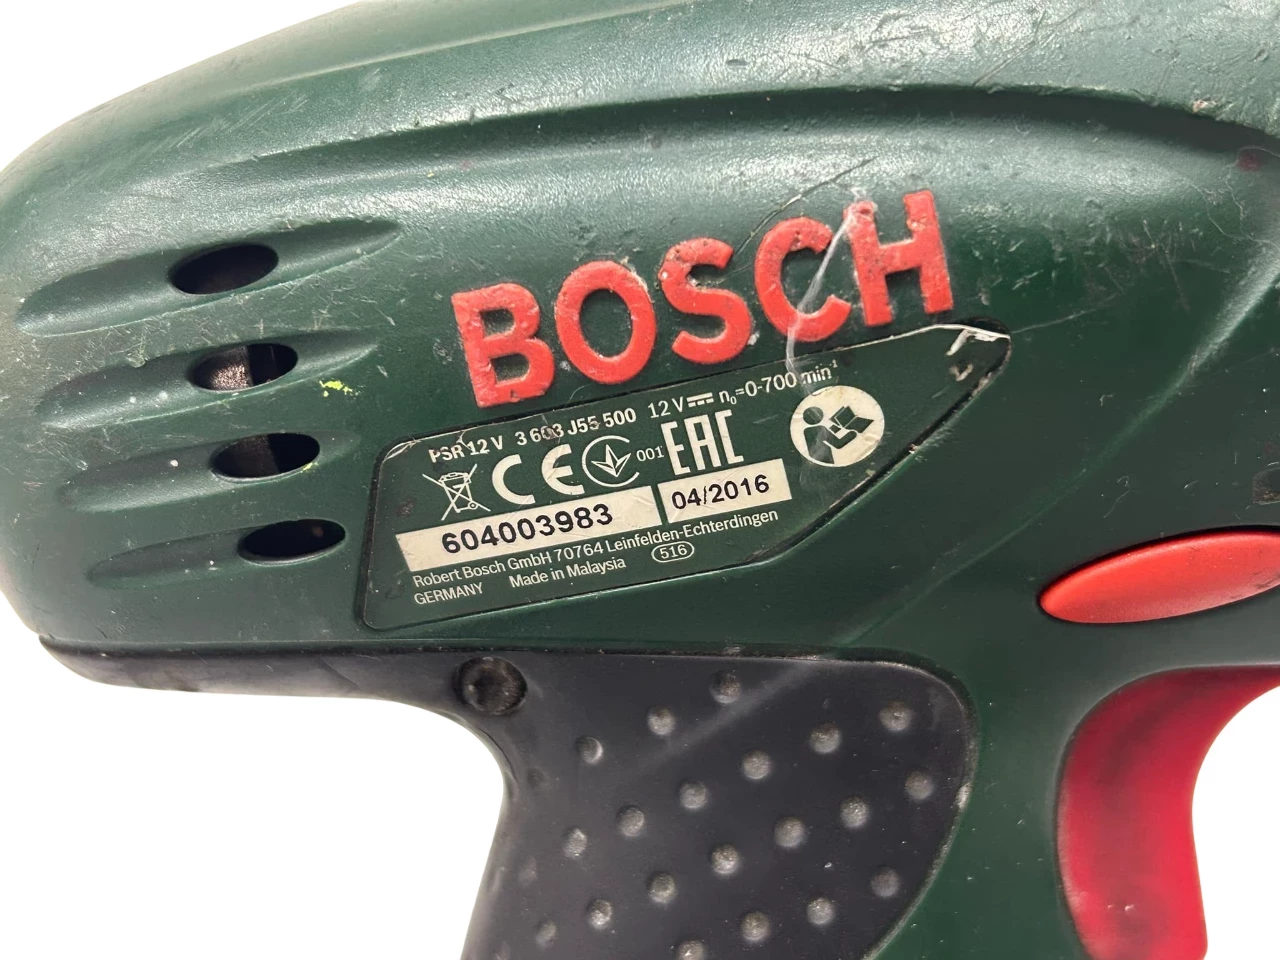 BOSCH
PSR 12 V 3 603 J55 500 12 V n₀=0-700 min⁻¹
CE 001 EAC
604003983 04/2016
Robert Bosch GmbH 70764 Leinfelden-Echterdingen
GERMANY Made in Malaysia 516